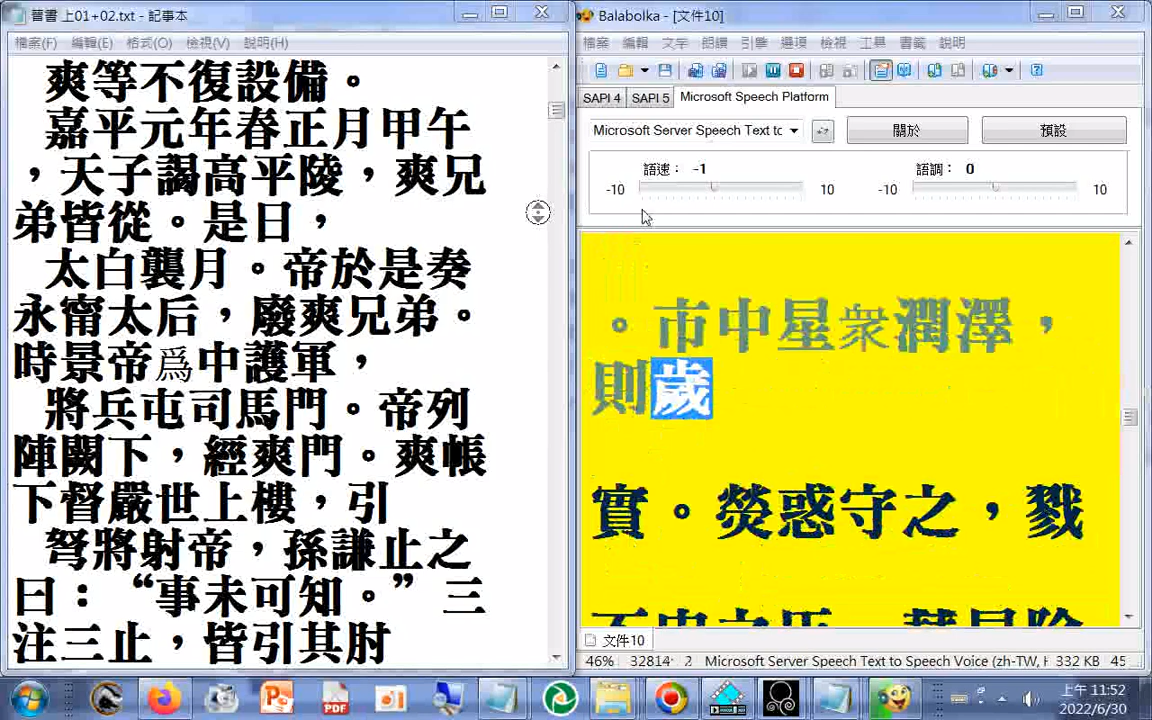 晉書 上01+02.txt - 記事本
檔案(F) 編輯(E) 格式(O) 檢視(V) 說明(H)
爽等不復設備。
嘉平元年春正月甲午
，天子謁高平陵，爽兄
弟皆從。是日，
太白襲月。帝於是奏
永甯太后，廢爽兄弟。
時景帝爲中護軍，
將兵屯司馬門。帝列
陣闕下，經爽門。爽帳
下督嚴世上樓，引
弩將射帝，孫謙止之
曰：“事未可知。”三
注三止，皆引其肘
Balabolka - [文件10]
檔案 編輯 文字 朗讀 引擎 選項 檢視 工具 書籤 說明
SAPI 4 SAPI 5 Microsoft Speech Platform
Microsoft Server Speech Text to
關於 預設
語速： -1 語調： 0
-10 10 -10 10
。市中星衆潤澤，
則歲
實。熒惑守之，戮
文件10
46% 32814 2 Microsoft Server Speech Text to Speech Voice (zh-TW, H 332 KB 45
上午 11:52
2022/6/30